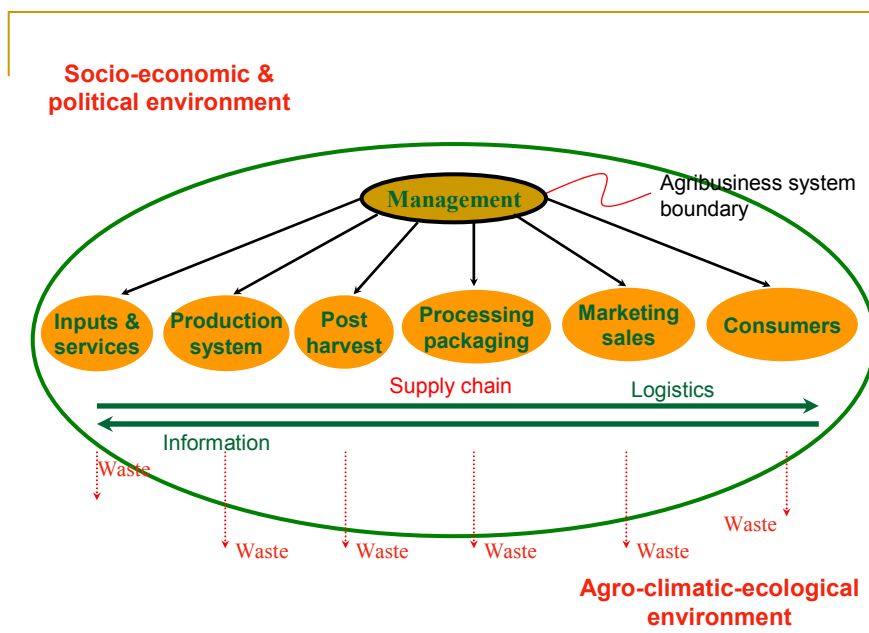 Socio-economic &
political environment
Management
Agribusiness system
boundary
Inputs &
services
Production
system
Post
harvest
Processing
packaging
Marketing
sales
Consumers
Supply chain
Logistics
Information
Waste
Waste
Waste
Waste
Waste
Waste
Agro-climatic-ecological
environment